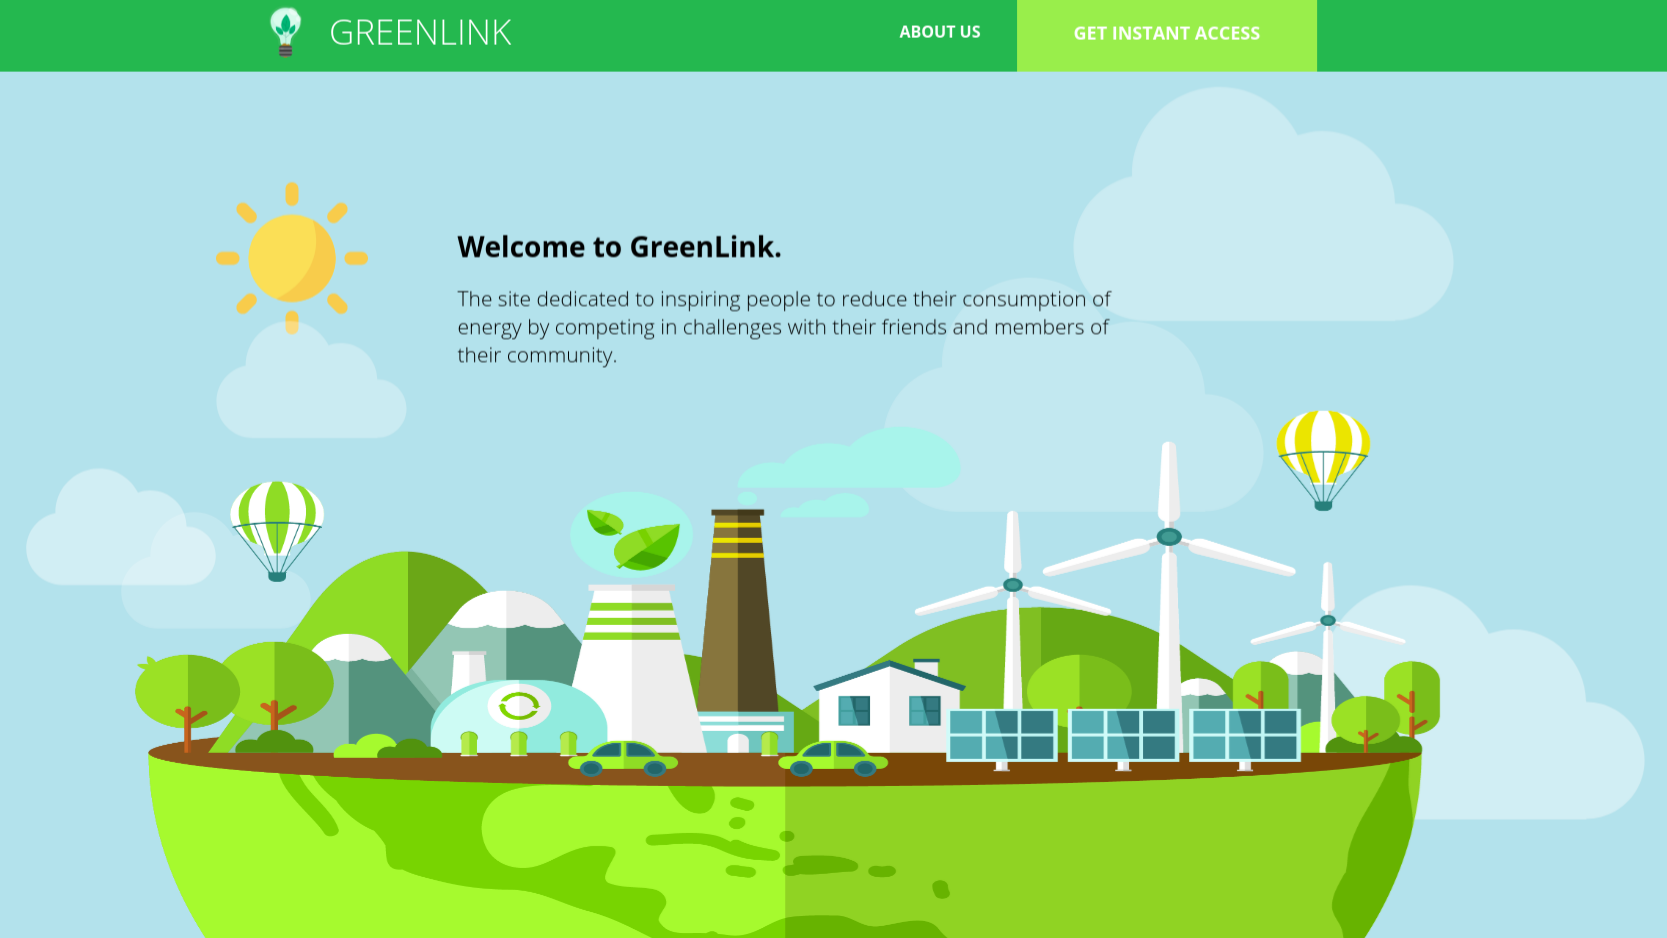 GREENLINK
ABOUT US
GET INSTANT ACCESS
Welcome to GreenLink.
The site dedicated to inspiring people to reduce their consumption of
energy by competing in challenges with their friends and members of
their community.